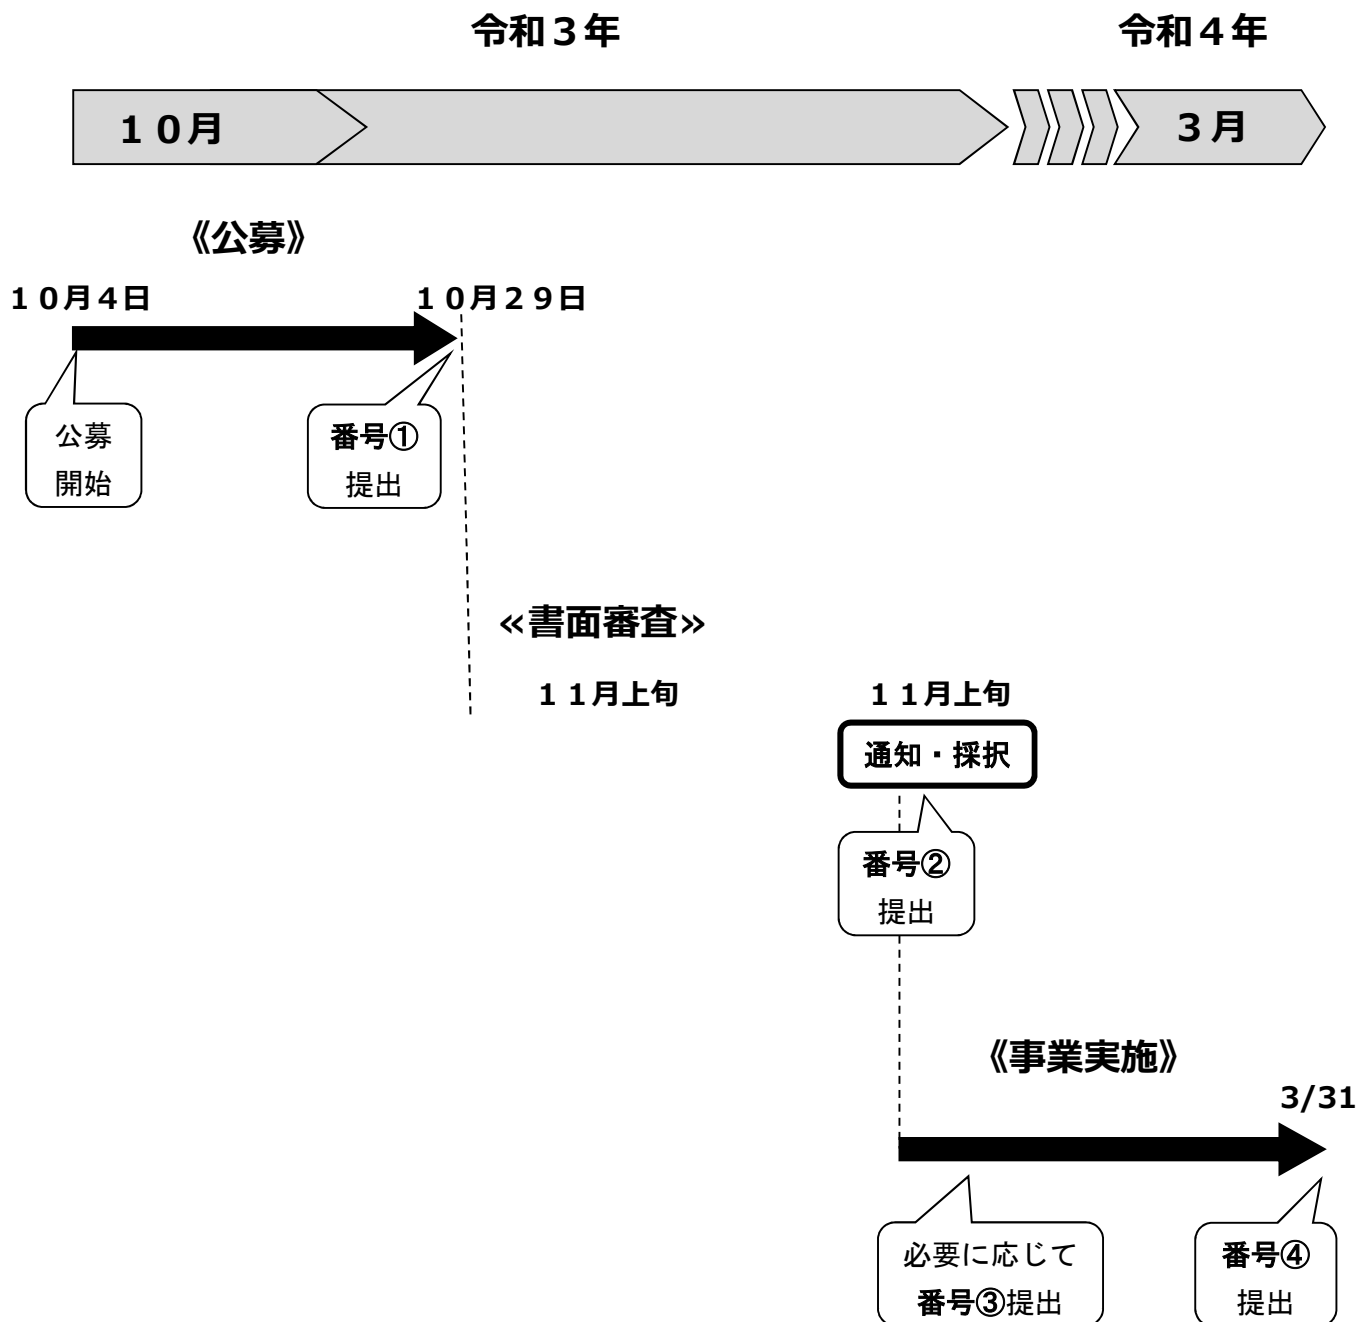 令和３年
令和４年
１０月
３月
《公募》
１０月４日
１０月２９日
公募
開始
番号①
提出
«書面審査»
１１月上旬
１１月上旬
通知・採択
番号②
提出
《事業実施》
3/31
必要に応じて
番号③提出
番号④
提出